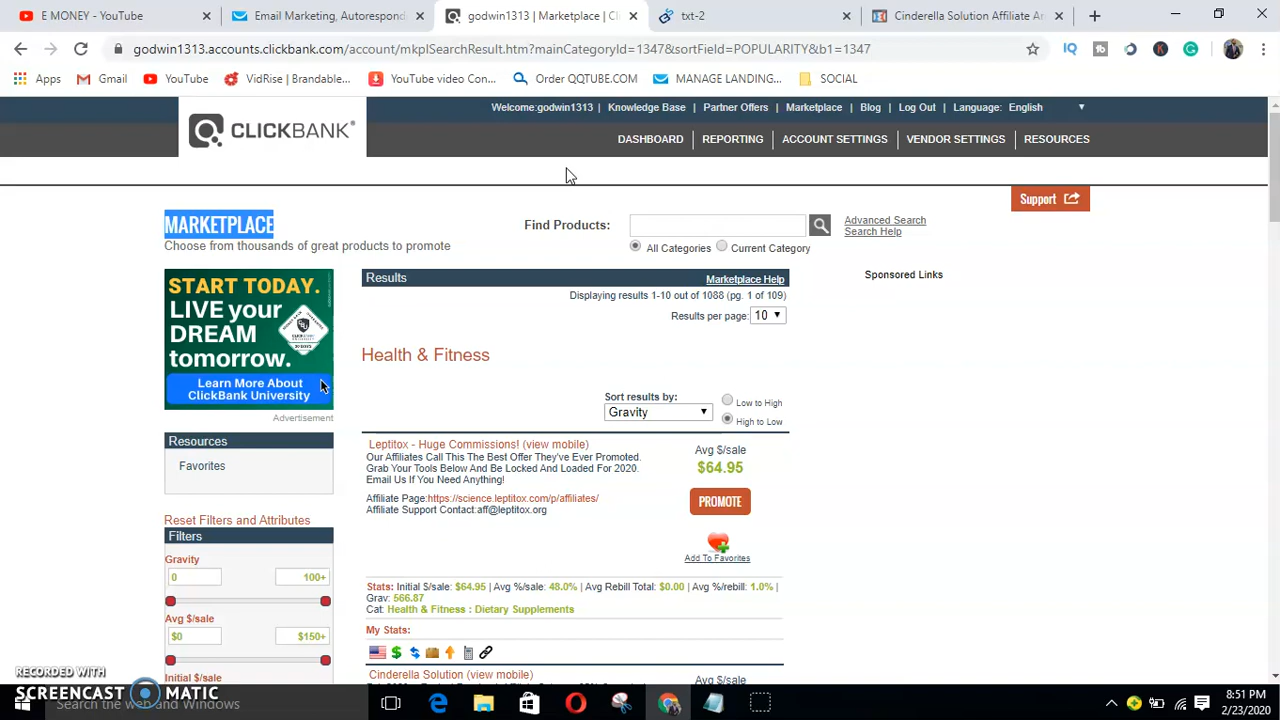 E MONEY - YouTube
Email Marketing, Autorespond
godwin1313 | Marketplace | Cl
txt-2
Cinderella Solution Affiliate Ar
godwin1313.accounts.clickbank.com/account/mkplSearchResult.htm?mainCategoryId=1347&sortField=POPULARITY&b1=1347
Apps
Gmail
YouTube
VidRise | Brandable...
YouTube video Con...
Order QQTUBE.COM
MANAGE LANDING...
SOCIAL
Welcome:godwin1313 | Knowledge Base | Partner Offers | Marketplace | Blog | Log Out | Language: English
CLICKBANK
DASHBOARD | REPORTING | ACCOUNT SETTINGS | VENDOR SETTINGS | RESOURCES
Support
MARKETPLACE
Choose from thousands of great products to promote
Find Products:
Advanced Search
Search Help
All Categories
Current Category
START TODAY.
LIVE your
DREAM
tomorrow.
Learn More About
ClickBank University
Advertisement
Resources
Favorites
Reset Filters and Attributes
Filters
Gravity
0
100+
Avg $/sale
$0
$150+
Initial $/sale
Results
Marketplace Help
Displaying results 1-10 out of 1088 (pg. 1 of 109)
Results per page: 10
Health & Fitness
Sort results by:
Gravity
Low to High
High to Low
Leptitox - Huge Commissions! (view mobile)
Our Affiliates Call This The Best Offer They've Ever Promoted.
Grab Your Tools Below And Be Locked And Loaded For 2020.
Email Us If You Need Anything!
Affiliate Page:https://science.leptitox.com/p/affiliates/
Affiliate Support Contact:aff@leptitox.org
Avg $/sale
$64.95
PROMOTE
Add To Favorites
Stats: Initial $/sale: $64.95 | Avg %/sale: 48.0% | Avg Rebill Total: $0.00 | Avg %/rebill: 1.0% |
Grav: 566.87
Cat: Health & Fitness : Dietary Supplements
My Stats:
Cinderella Solution (view mobile)
Avg $/sale
Sponsored Links
RECORDED WITH
SCREENCAST MATIC
Search the web and Windows
8:51 PM
2/23/2020